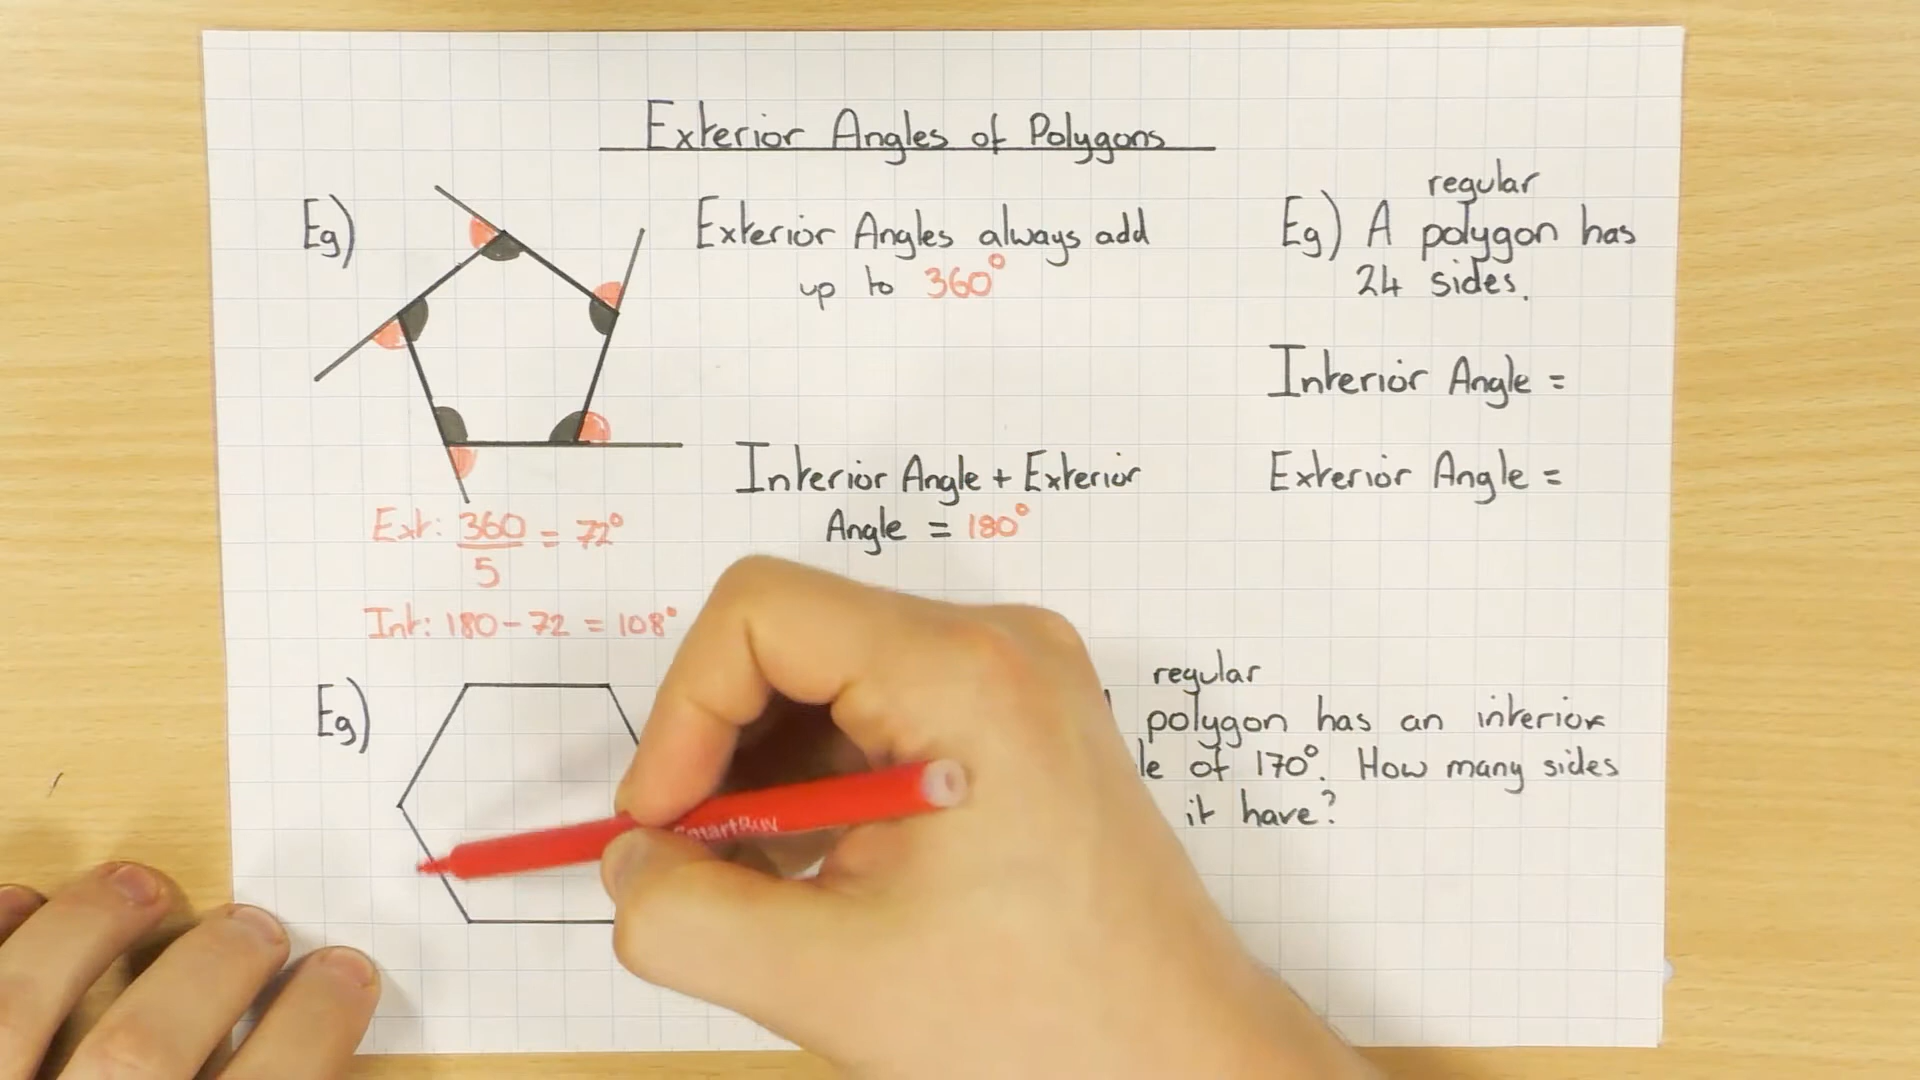 Exterior Angles of Polygons
Eg)
Exterior Angles always add
up to 360°
Interior Angle + Exterior
Angle = 180°
Ext: 360/5 = 72°
Int: 180 - 72 = 108°
Eg)
regular
Eg) A polygon has
24 sides.
Interior Angle =
Exterior Angle =
regular
polygon has an interior
of 170°. How many sides
it have?
SmartBuy